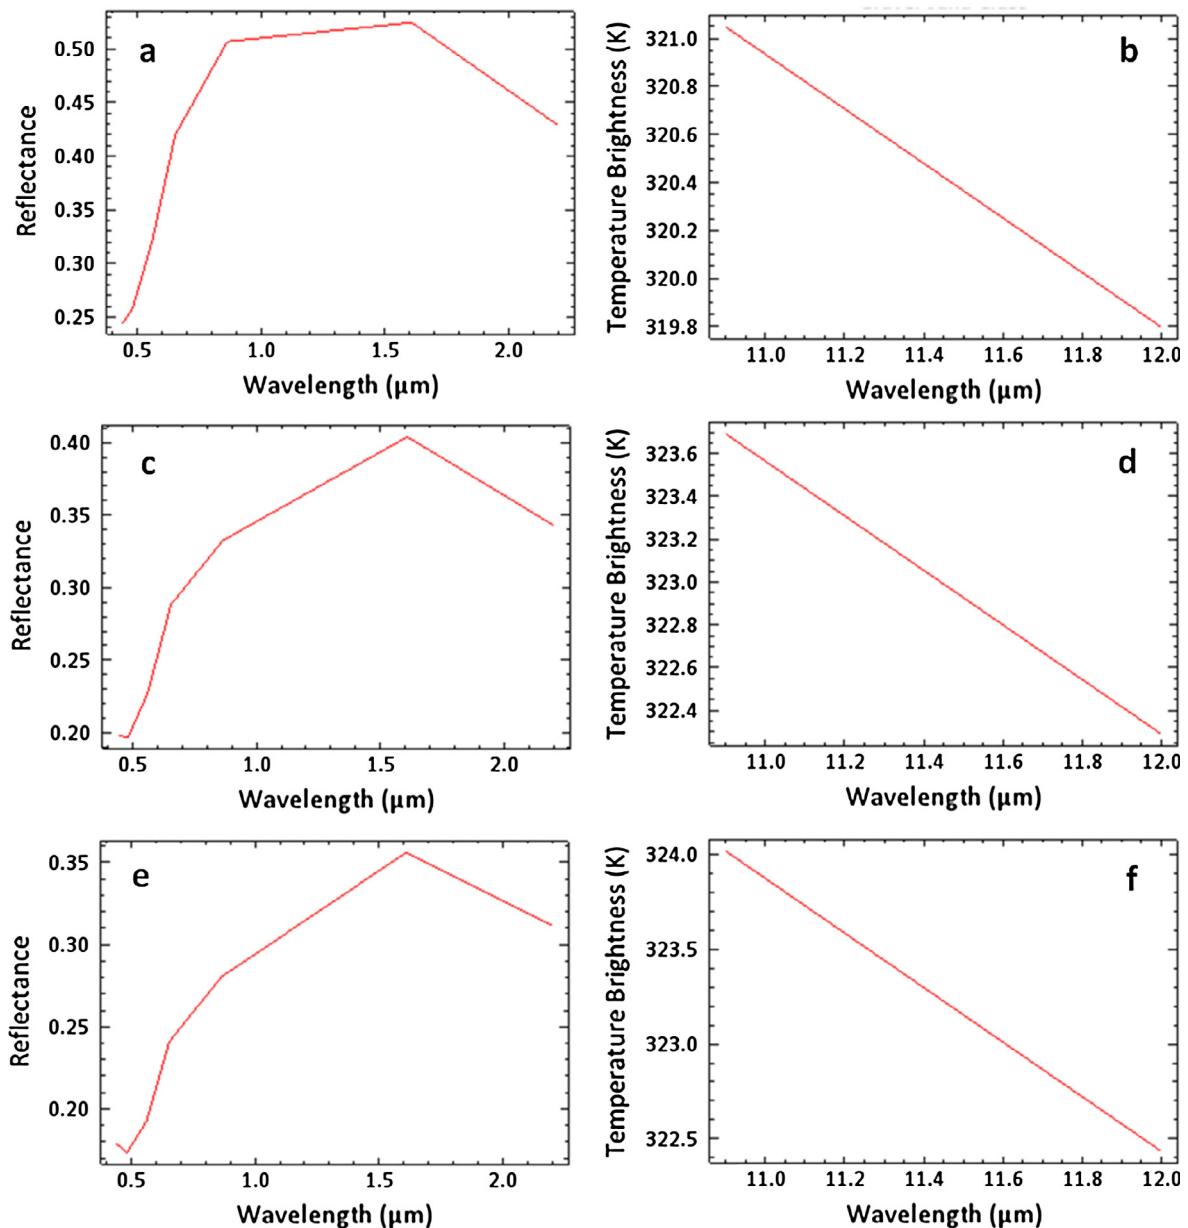 a
0.50
0.45
0.40
0.35
0.30
0.25
Reflectance
0.5 1.0 1.5 2.0
Wavelength (µm)
b
321.0
320.8
320.6
320.4
320.2
320.0
319.8
Temperature Brightness (K)
11.0 11.2 11.4 11.6 11.8 12.0
Wavelength (µm)
c
0.40
0.35
0.30
0.25
0.20
Reflectance
0.5 1.0 1.5 2.0
Wavelength (µm)
d
323.6
323.4
323.2
323.0
322.8
322.6
322.4
Temperature Brightness (K)
11.0 11.2 11.4 11.6 11.8 12.0
Wavelength (µm)
e
0.35
0.30
0.25
0.20
Reflectance
0.5 1.0 1.5 2.0
Wavelength (µm)
f
324.0
323.5
323.0
322.5
Temperature Brightness (K)
11.0 11.2 11.4 11.6 11.8 12.0
Wavelength (µm)